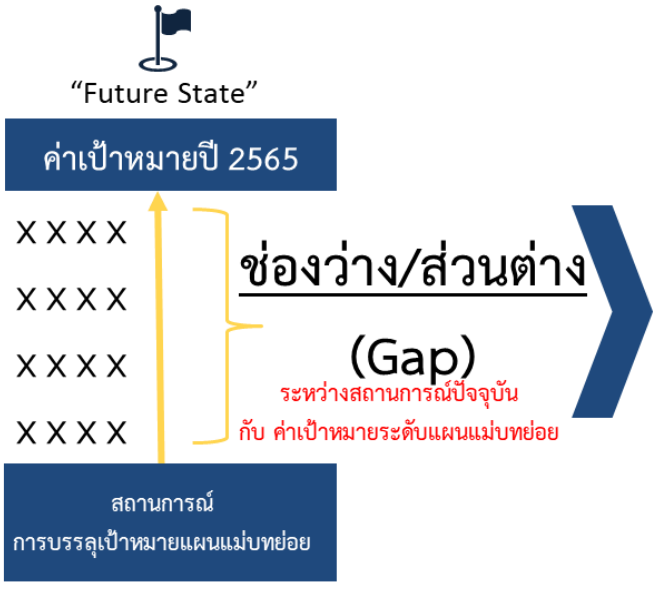 “Future State”
ค่าเป้าหมายปี 2565
X X X X
X X X X
X X X X
X X X X
ช่องว่าง/ส่วนต่าง
(Gap)
ระหว่างสถานการณ์ปัจจุบัน
กับ ค่าเป้าหมายระดับแผนแม่บทย่อย
สถานการณ์
การบรรลุเป้าหมายแผนแม่บทย่อย